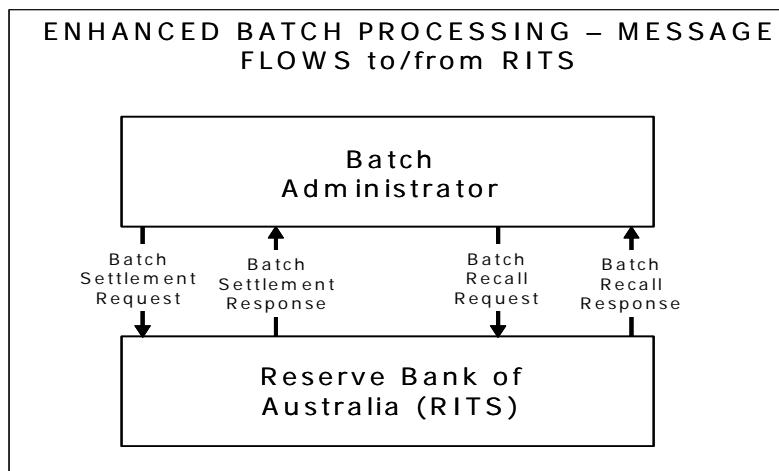 ENHANCED BATCH PROCESSING – MESSAGE
FLOWS to/from RITS
Batch
Administrator
Batch
Settlement
Request
Batch
Settlement
Response
Batch
Recall
Request
Batch
Recall
Response
Reserve Bank of
Australia (RITS)